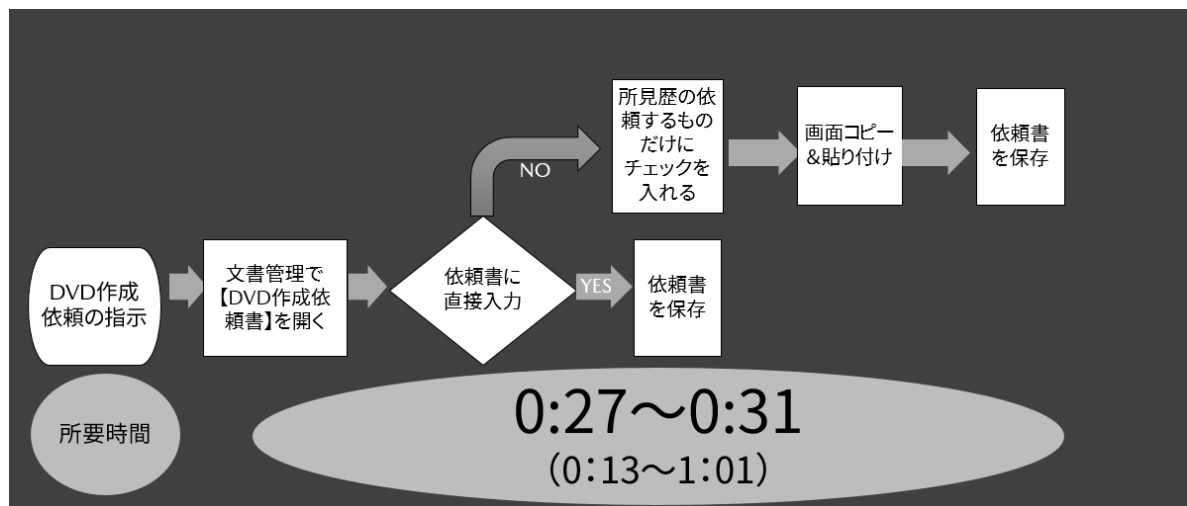 所見歴の依
頼するもの
だけに
チェックを
入れる
画面コピー
&貼り付け
依頼書
を保存
NO
DVD作成
依頼の指示
文書管理で
【DVD作成依
頼書】を開く
依頼書に
直接入力
YES
依頼書
を保存
所要時間
0:27～0:31
（0：13～1：01）